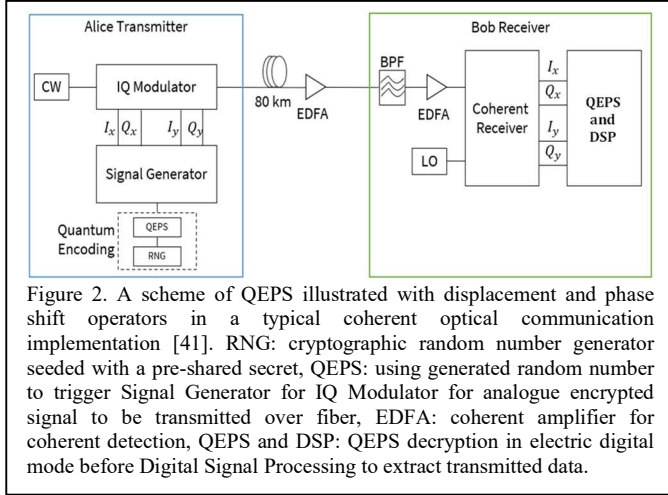 Alice Transmitter
Bob Receiver
CW
IQ Modulator
80 km
EDFA
BPF
EDFA
Coherent
Receiver
LO
I_x
Q_x
I_y
Q_y
QEPS
and
DSP
I_x Q_x I_y Q_y
Signal Generator
Quantum
Encoding
QEPS
RNG
Figure 2. A scheme of QEPS illustrated with displacement and phase
shift operators in a typical coherent optical communication
implementation [41]. RNG: cryptographic random number generator
seeded with a pre-shared secret, QEPS: using generated random number
to trigger Signal Generator for IQ Modulator for analogue encrypted
signal to be transmitted over fiber, EDFA: coherent amplifier for
coherent detection, QEPS and DSP: QEPS decryption in electric digital
mode before Digital Signal Processing to extract transmitted data.